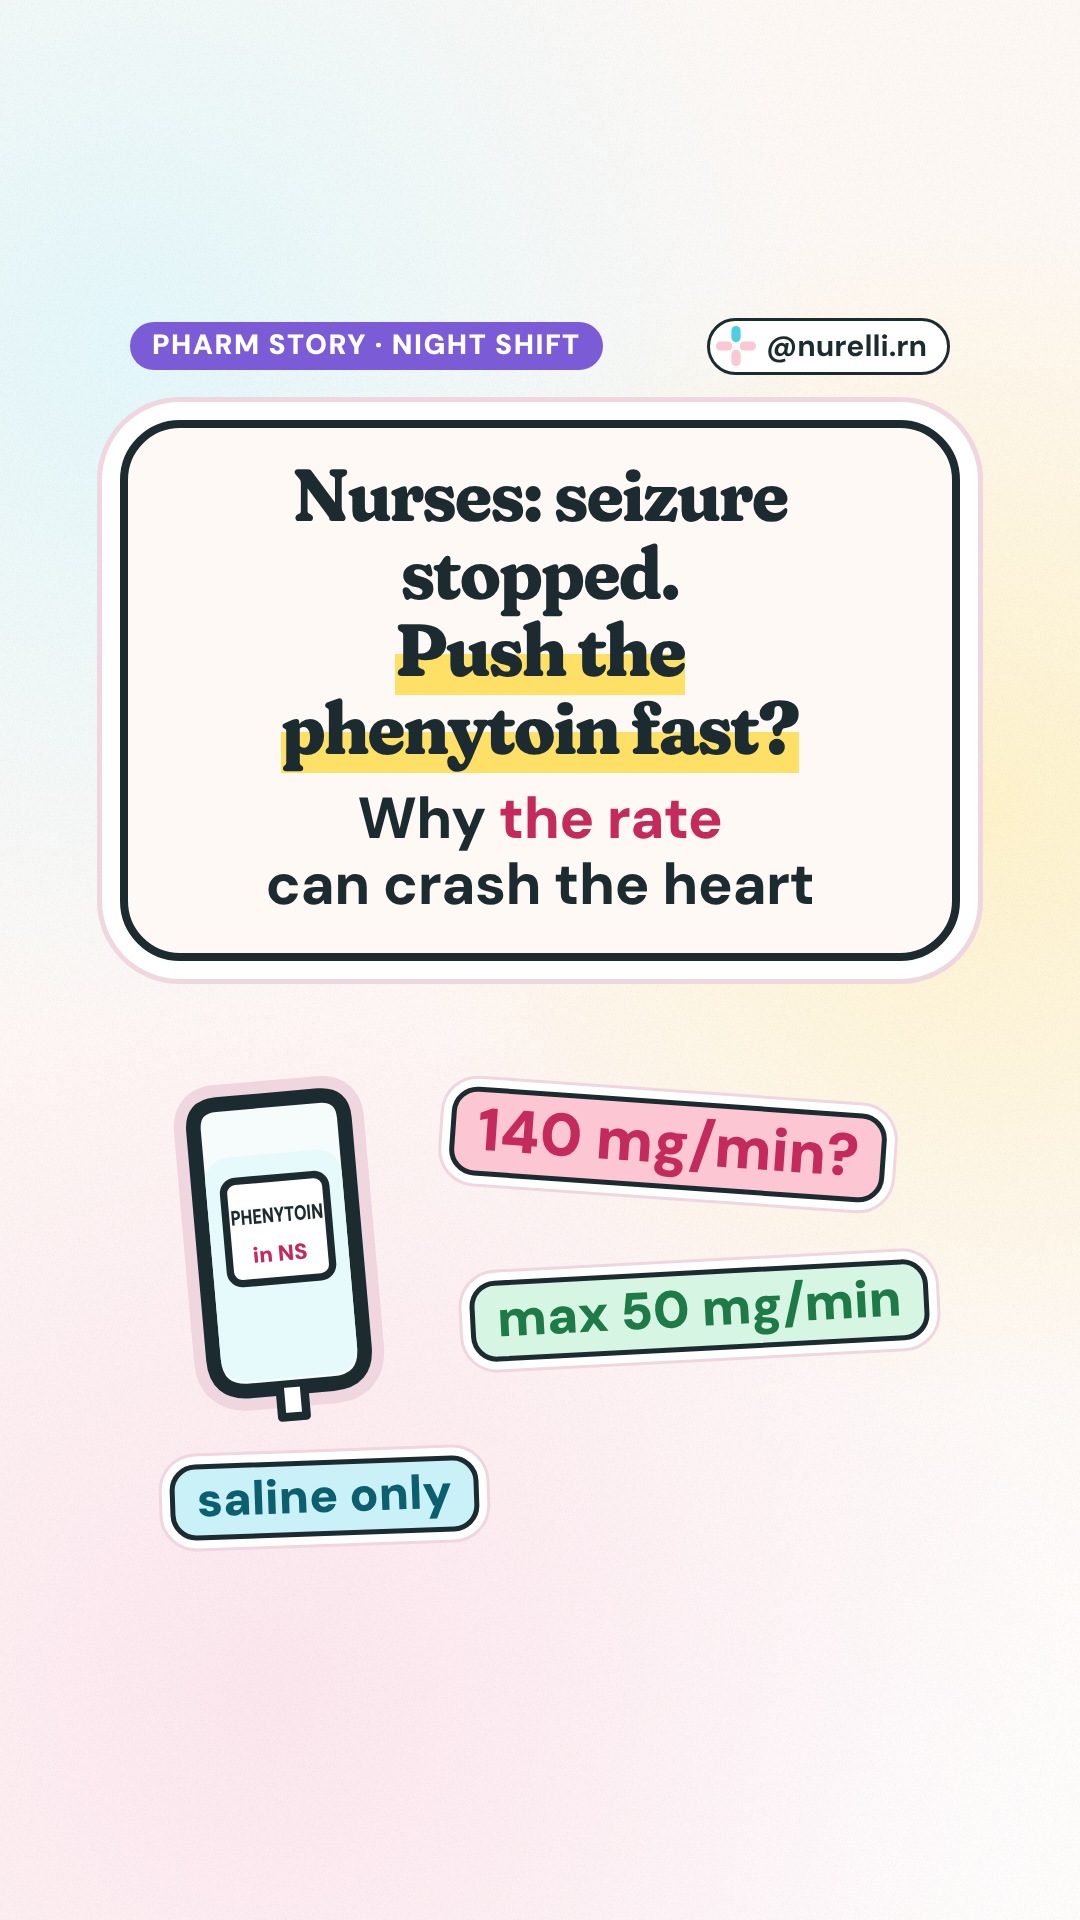 PHARM STORY · NIGHT SHIFT
@nurelli.rn
Nurses: seizure
stopped.
Push the
phenytoin fast?
Why the rate
can crash the heart
140 mg/min?
PHENYTOIN
in NS
max 50 mg/min
saline only